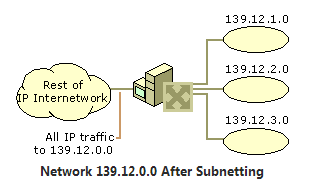 139.12.1.0
Rest of
IP Internetwork
139.12.2.0
139.12.3.0
All IP traffic
to 139.12.0.0
Network 139.12.0.0 After Subnetting